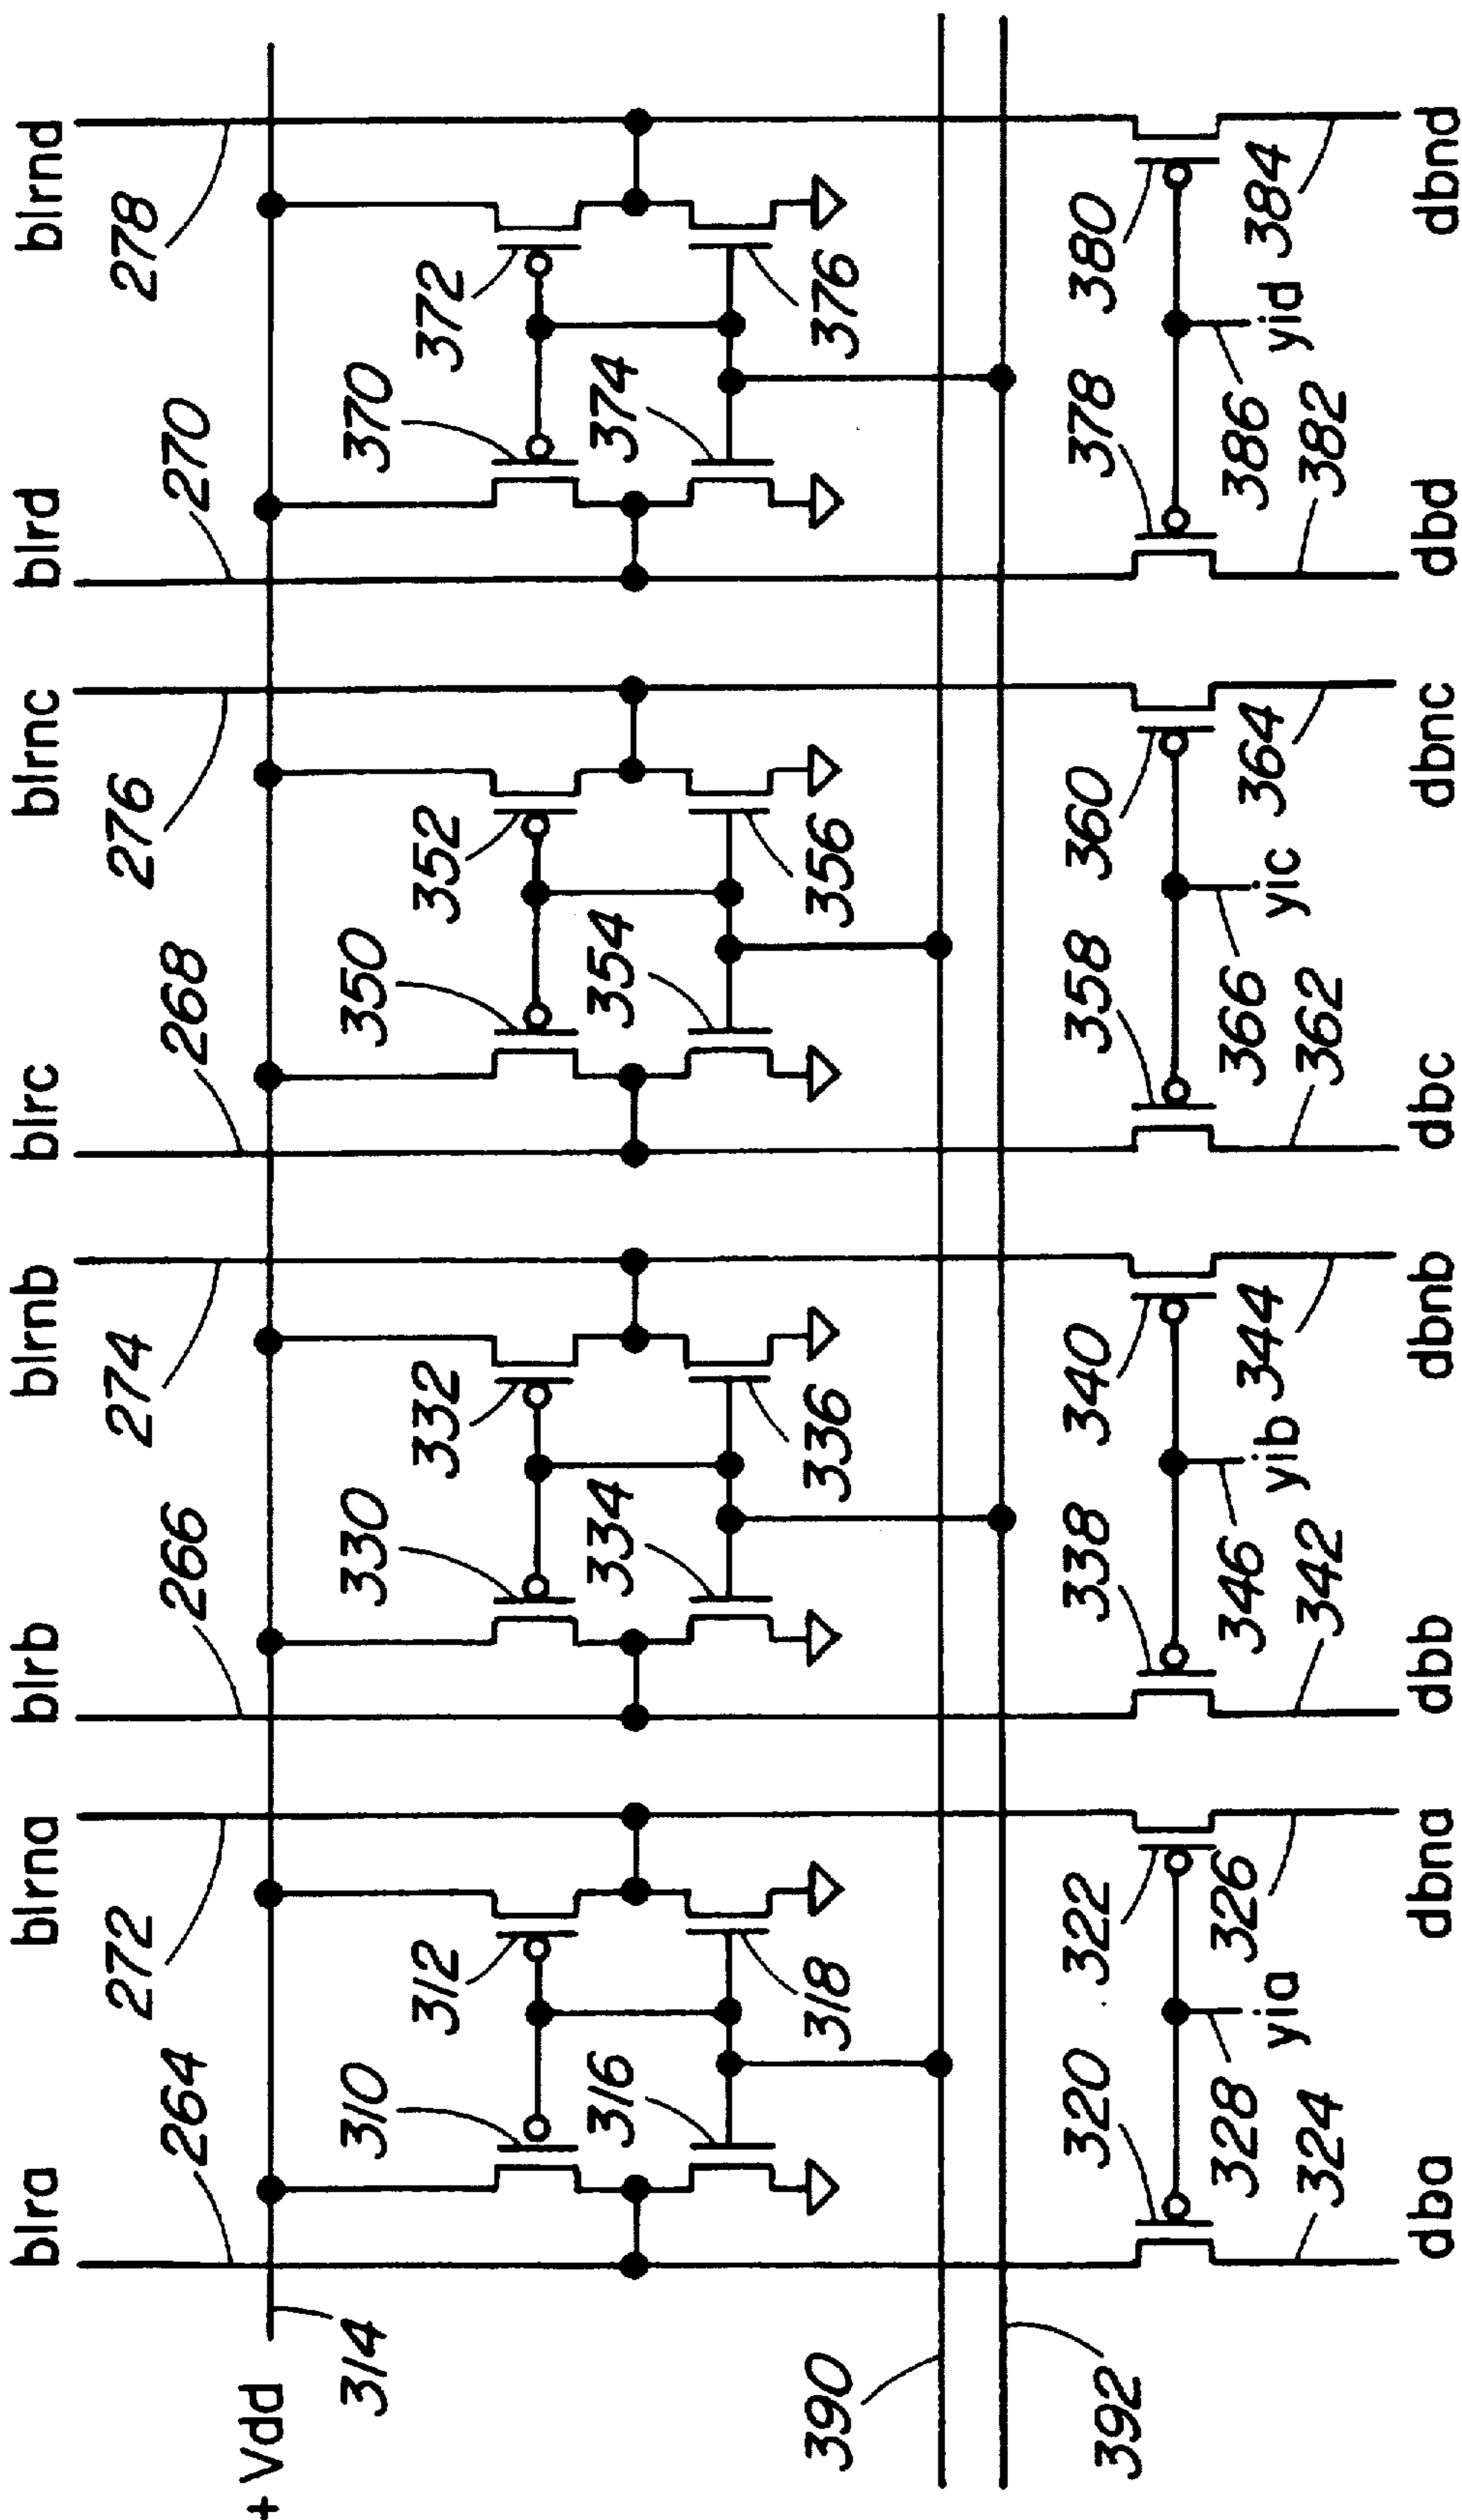 blra blrna blrb blrnb blrc blrnc blrd blrnd
264 272 266 274 268 276 270 278
+ Vdd
314
310 312 330 332 350 352 370 372
316 318 334 336 354 356 374 376
390
392
320 322 338 340 358 360 378 380
328 yia 346 yib 366 yic 386 yid
324 326 342 344 362 364 382 384
dba dbna dbb dbnb dbc dbnc dbd dbnd